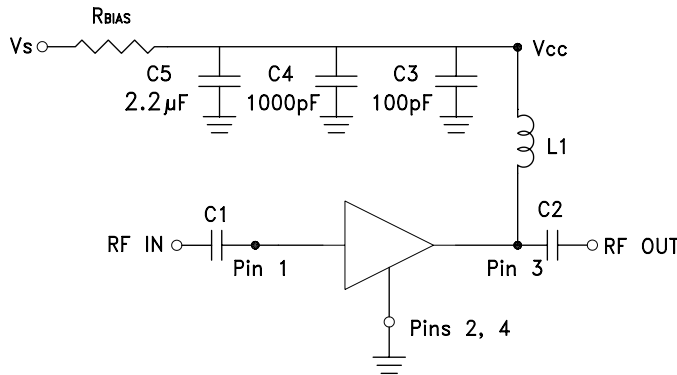 RBIAS
Vs
Vcc
C5
2.2µF
C4
1000pF
C3
100pF
L1
C1
C2
RF IN
RF OUT
Pin 1
Pin 3
Pins 2, 4